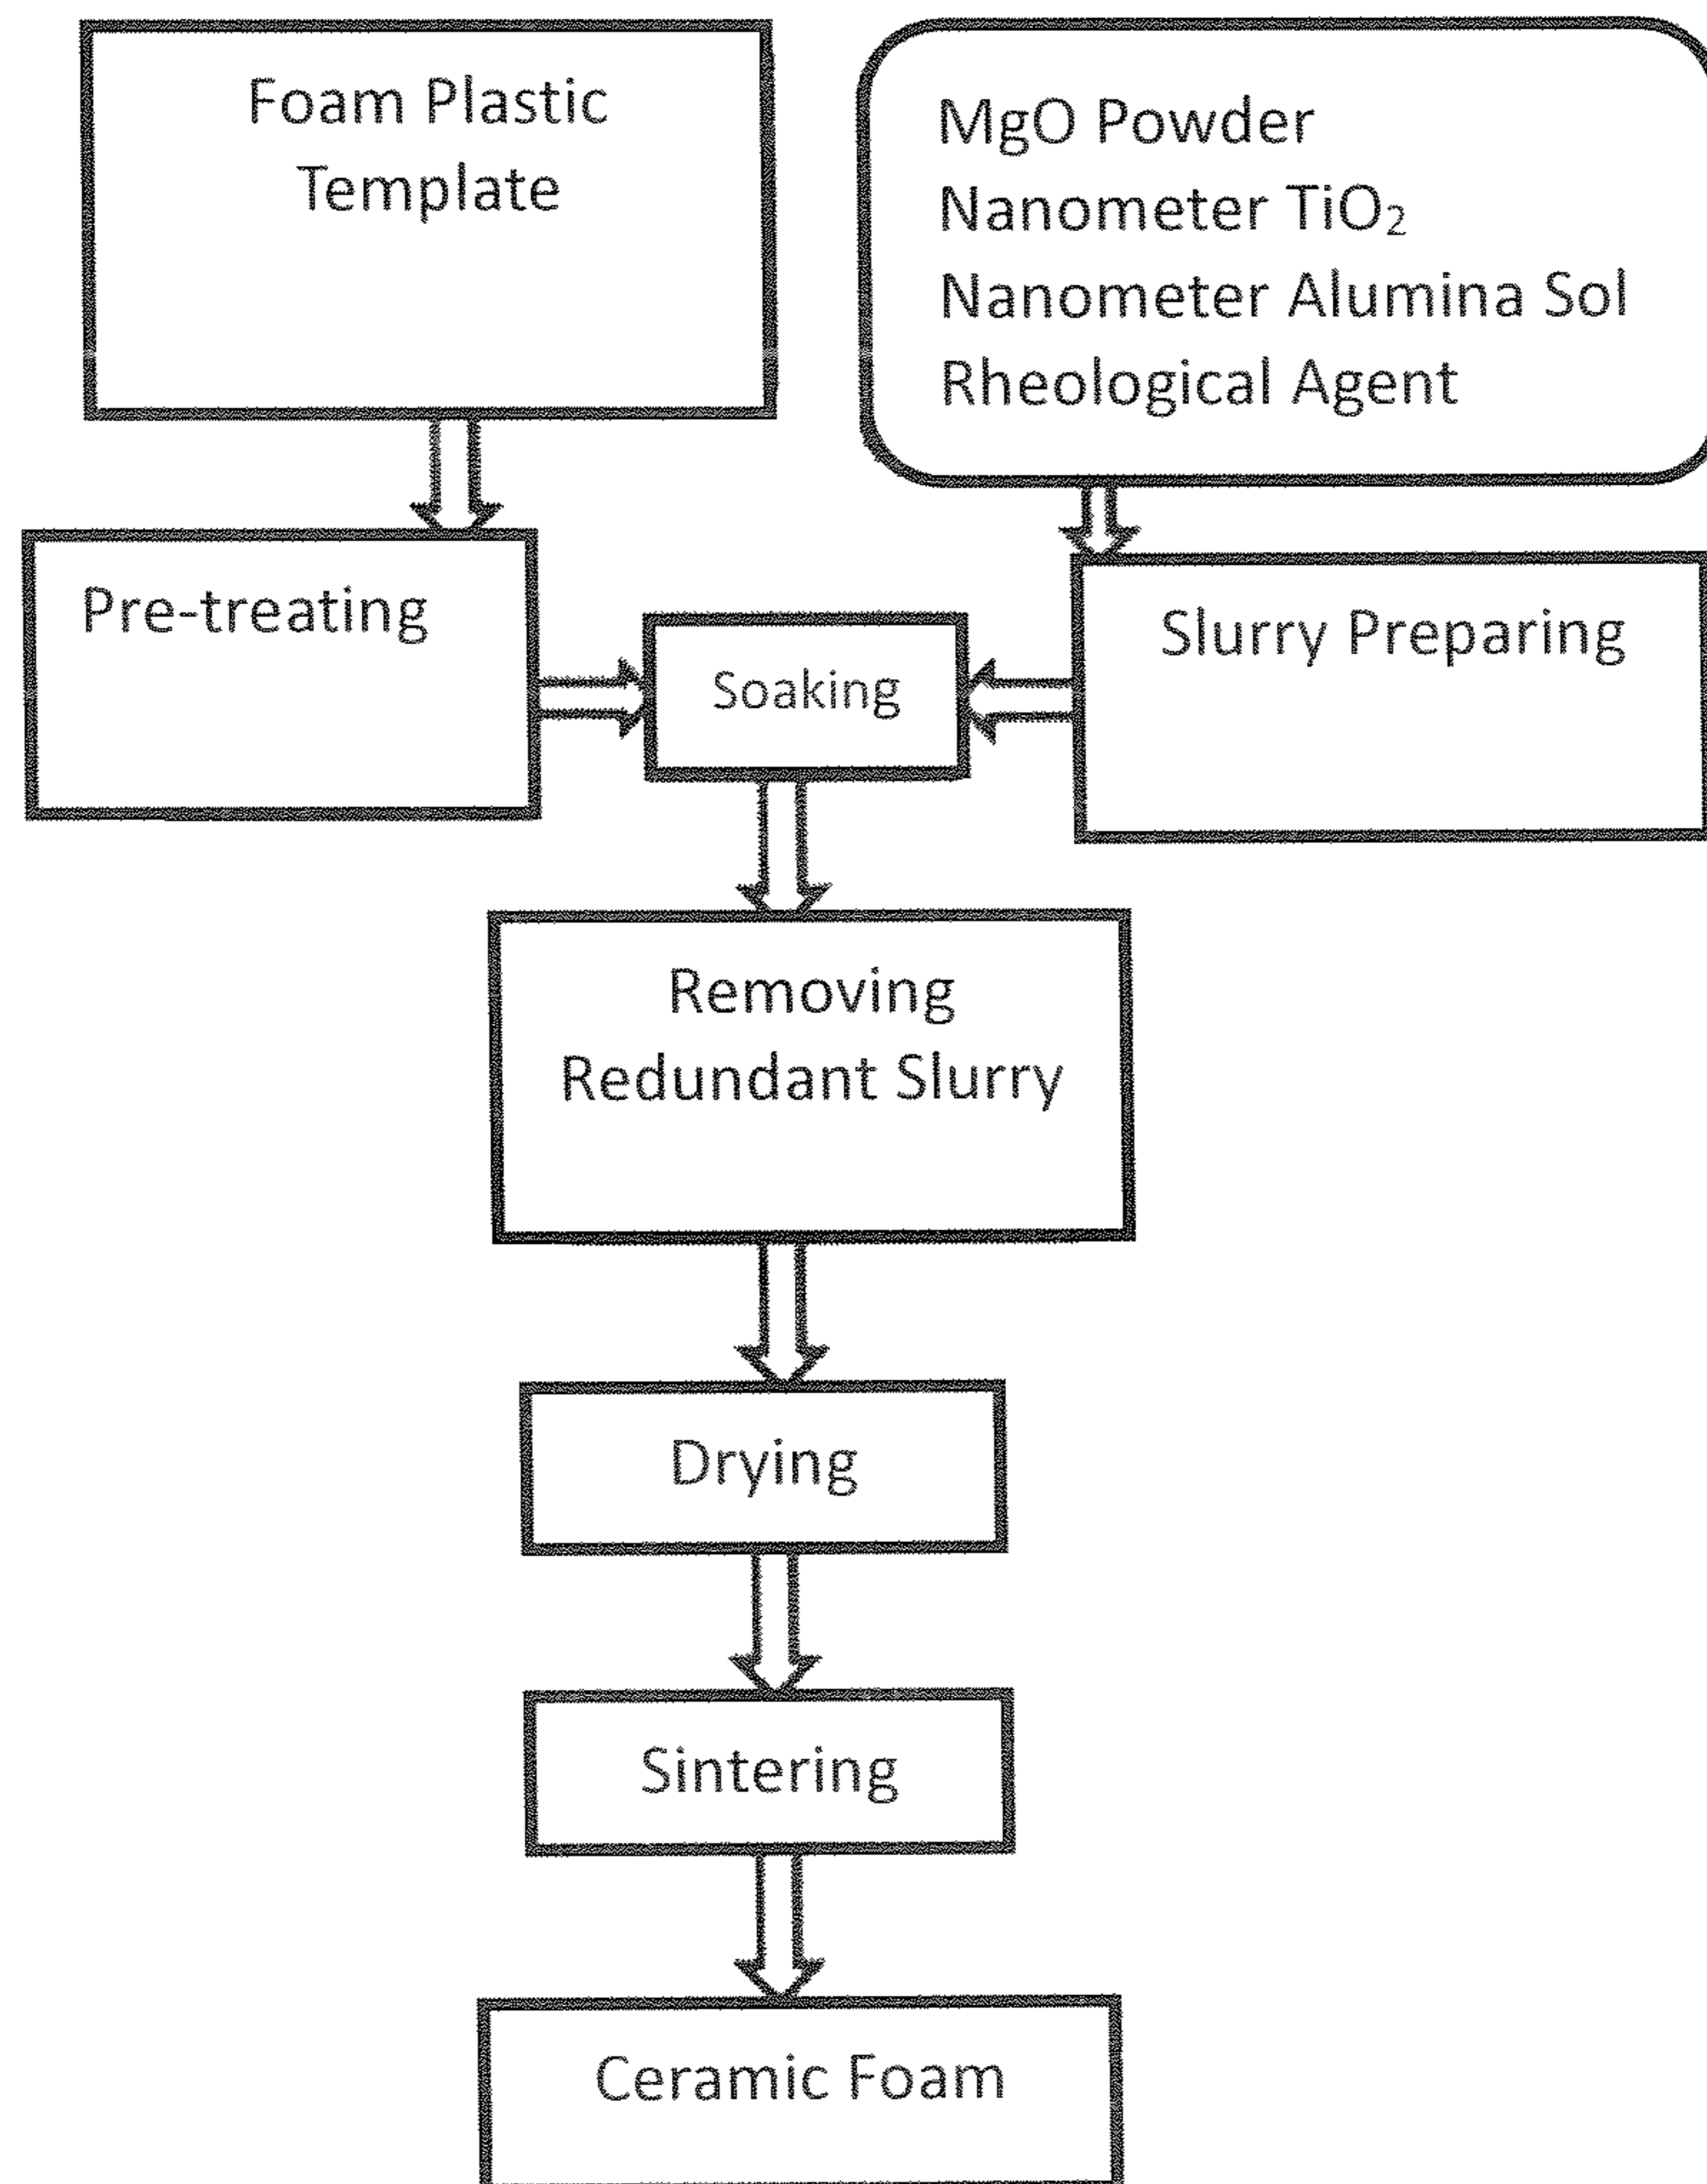 Foam Plastic
Template
MgO Powder
Nanometer TiO₂
Nanometer Alumina Sol
Rheological Agent
Pre-treating
Soaking
Slurry Preparing
Removing
Redundant Slurry
Drying
Sintering
Ceramic Foam